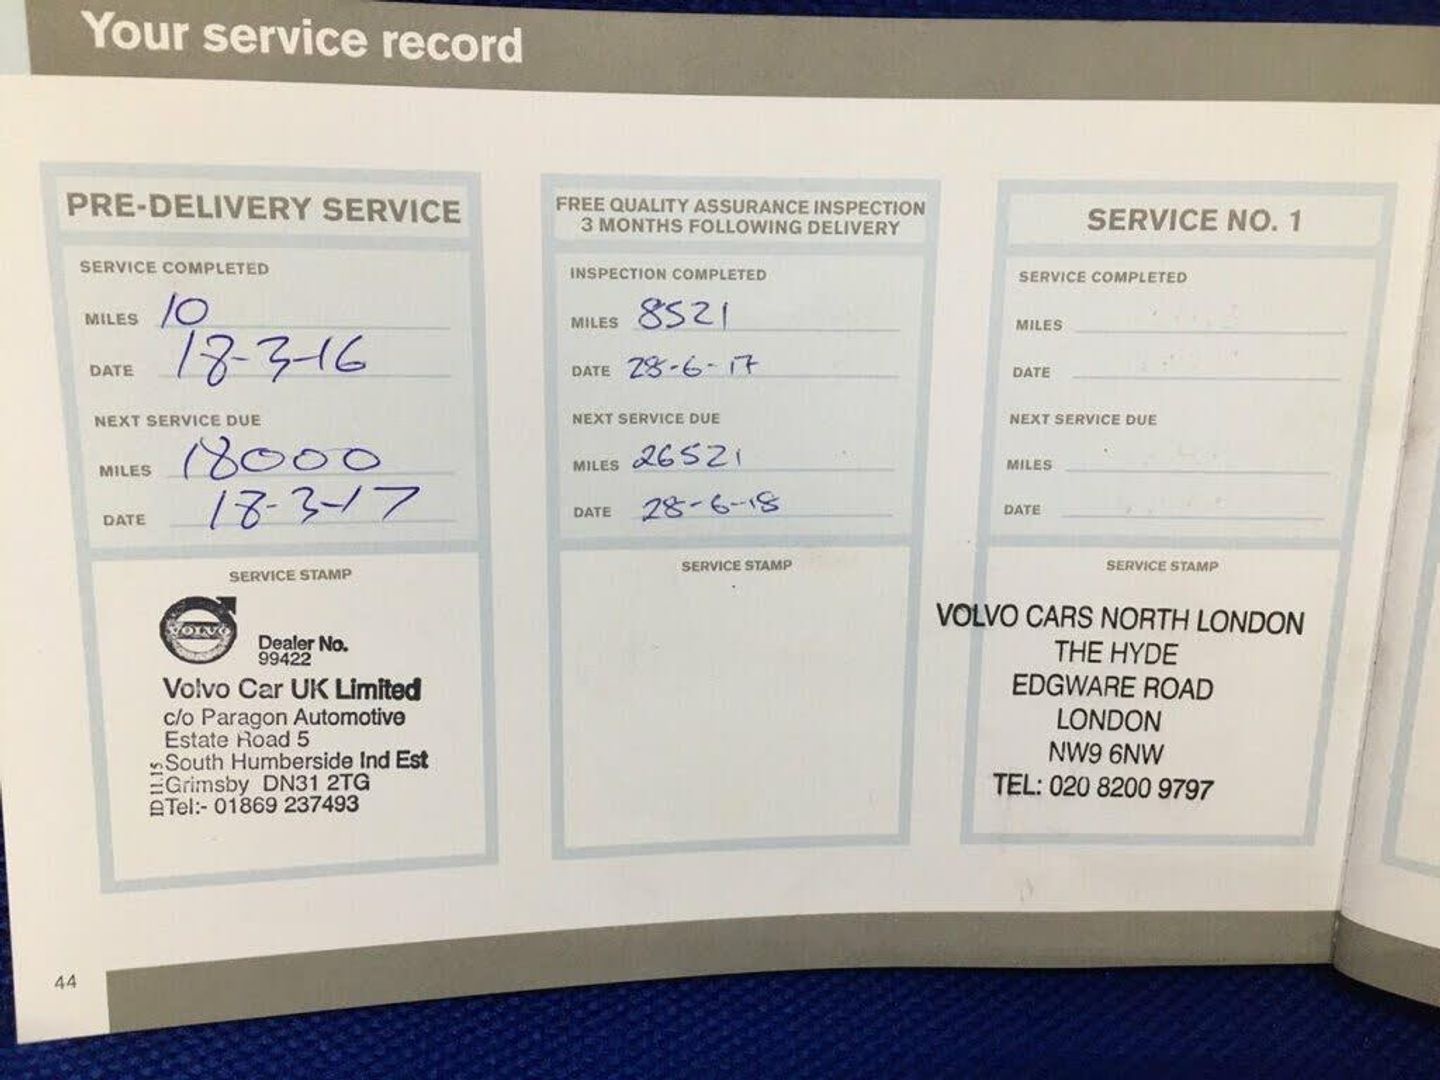 Your service record
PRE-DELIVERY SERVICE
SERVICE COMPLETED
MILES 10
DATE 18-3-16
NEXT SERVICE DUE
MILES 18000
DATE 18-3-17
SERVICE STAMP
VOLVO
Dealer No.
99422
Volvo Car UK Limited
c/o Paragon Automotive
Estate Road 5
South Humberside Ind Est
Grimsby DN31 2TG
Tel:- 01869 237493
ID 11.15
FREE QUALITY ASSURANCE INSPECTION
3 MONTHS FOLLOWING DELIVERY
INSPECTION COMPLETED
MILES 8521
DATE 28-6-17
NEXT SERVICE DUE
MILES 26521
DATE 28-6-18
SERVICE STAMP
SERVICE NO. 1
SERVICE COMPLETED
MILES
DATE
NEXT SERVICE DUE
MILES
DATE
SERVICE STAMP
VOLVO CARS NORTH LONDON
THE HYDE
EDGWARE ROAD
LONDON
NW9 6NW
TEL: 020 8200 9797
44